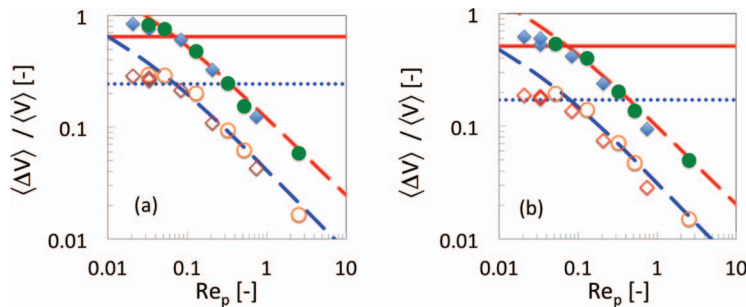 1
0.1
0.01
⟨ΔV⟩ / ⟨V⟩ [-]
(a)
0.01 0.1 1 10
Re_p [-]
1
0.1
0.01
⟨ΔV⟩ / ⟨V⟩ [-]
(b)
0.01 0.1 1 10
Re_p [-]